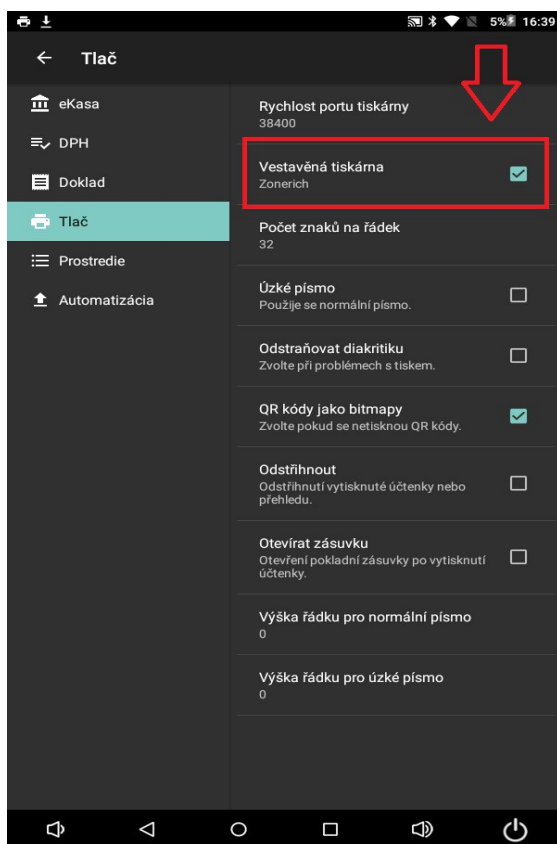 5% 16:39
Tlač
eKasa
DPH
Doklad
Tlač
Prostredie
Automatizácia
Rychlost portu tiskárny
38400
Vestavěná tiskárna
Zonerich
Počet znaků na řádek
32
Úzké písmo
Použije se normální písmo.
Odstraňovat diakritiku
Zvolte při problémech s tiskem.
QR kódy jako bitmapy
Zvolte pokud se netisknou QR kódy.
Odstřihnout
Odstřihnutí vytisknuté účtenky nebo
přehledu.
Otevírat zásuvku
Otevření pokladní zásuvky po vytisknutí
účtenky.
Výška řádku pro normální písmo
0
Výška řádku pro úzké písmo
0